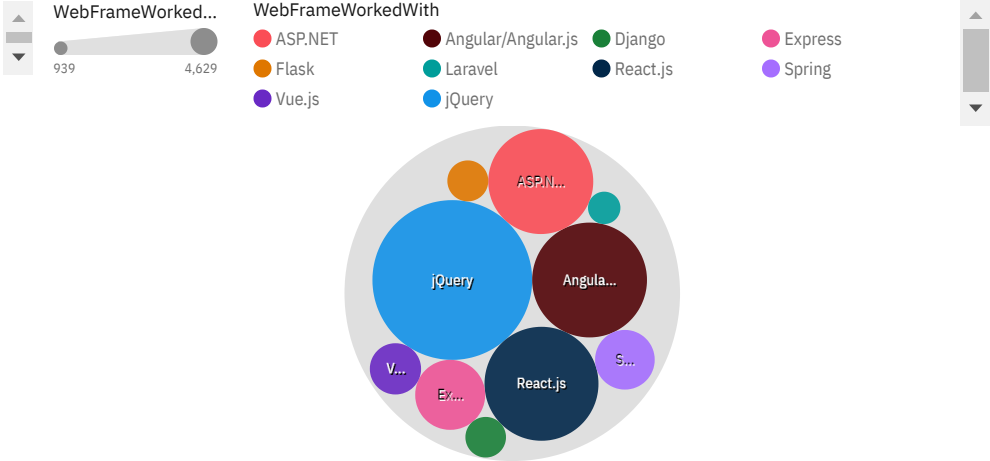 WebFrameWorked...
939 4,629
WebFrameWorkedWith
ASP.NET Angular/Angular.js Django Express
Flask Laravel React.js Spring
Vue.js jQuery
ASP.N...
jQuery
Angula...
S...
V...
React.js
Ex...